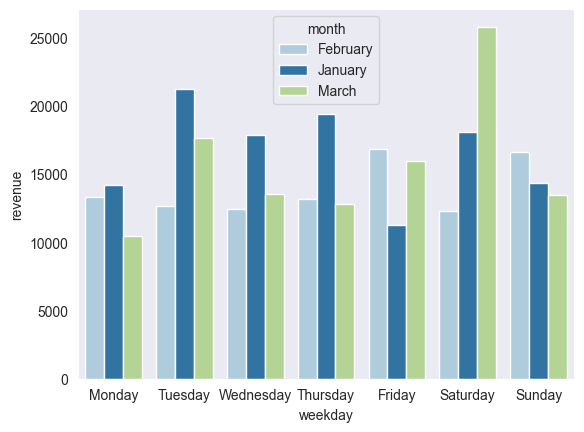 month
February
January
March
25000
20000
15000
10000
5000
0
revenue
Monday Tuesday Wednesday Thursday Friday Saturday Sunday
weekday